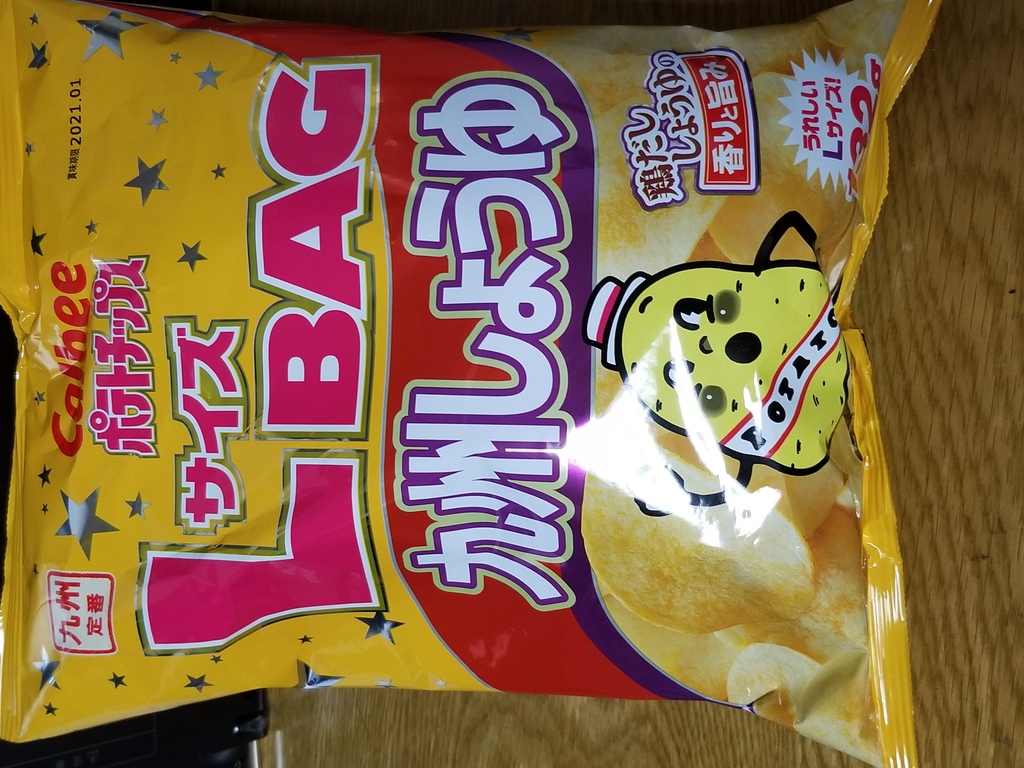 賞味期限 2021.01
Calbee
ポテトチップス
九州
定番
サイズ
L BAG
九州しょうゆ
鶏だし
しょうゆの
香りと旨み
うれしい
Lサイズ!